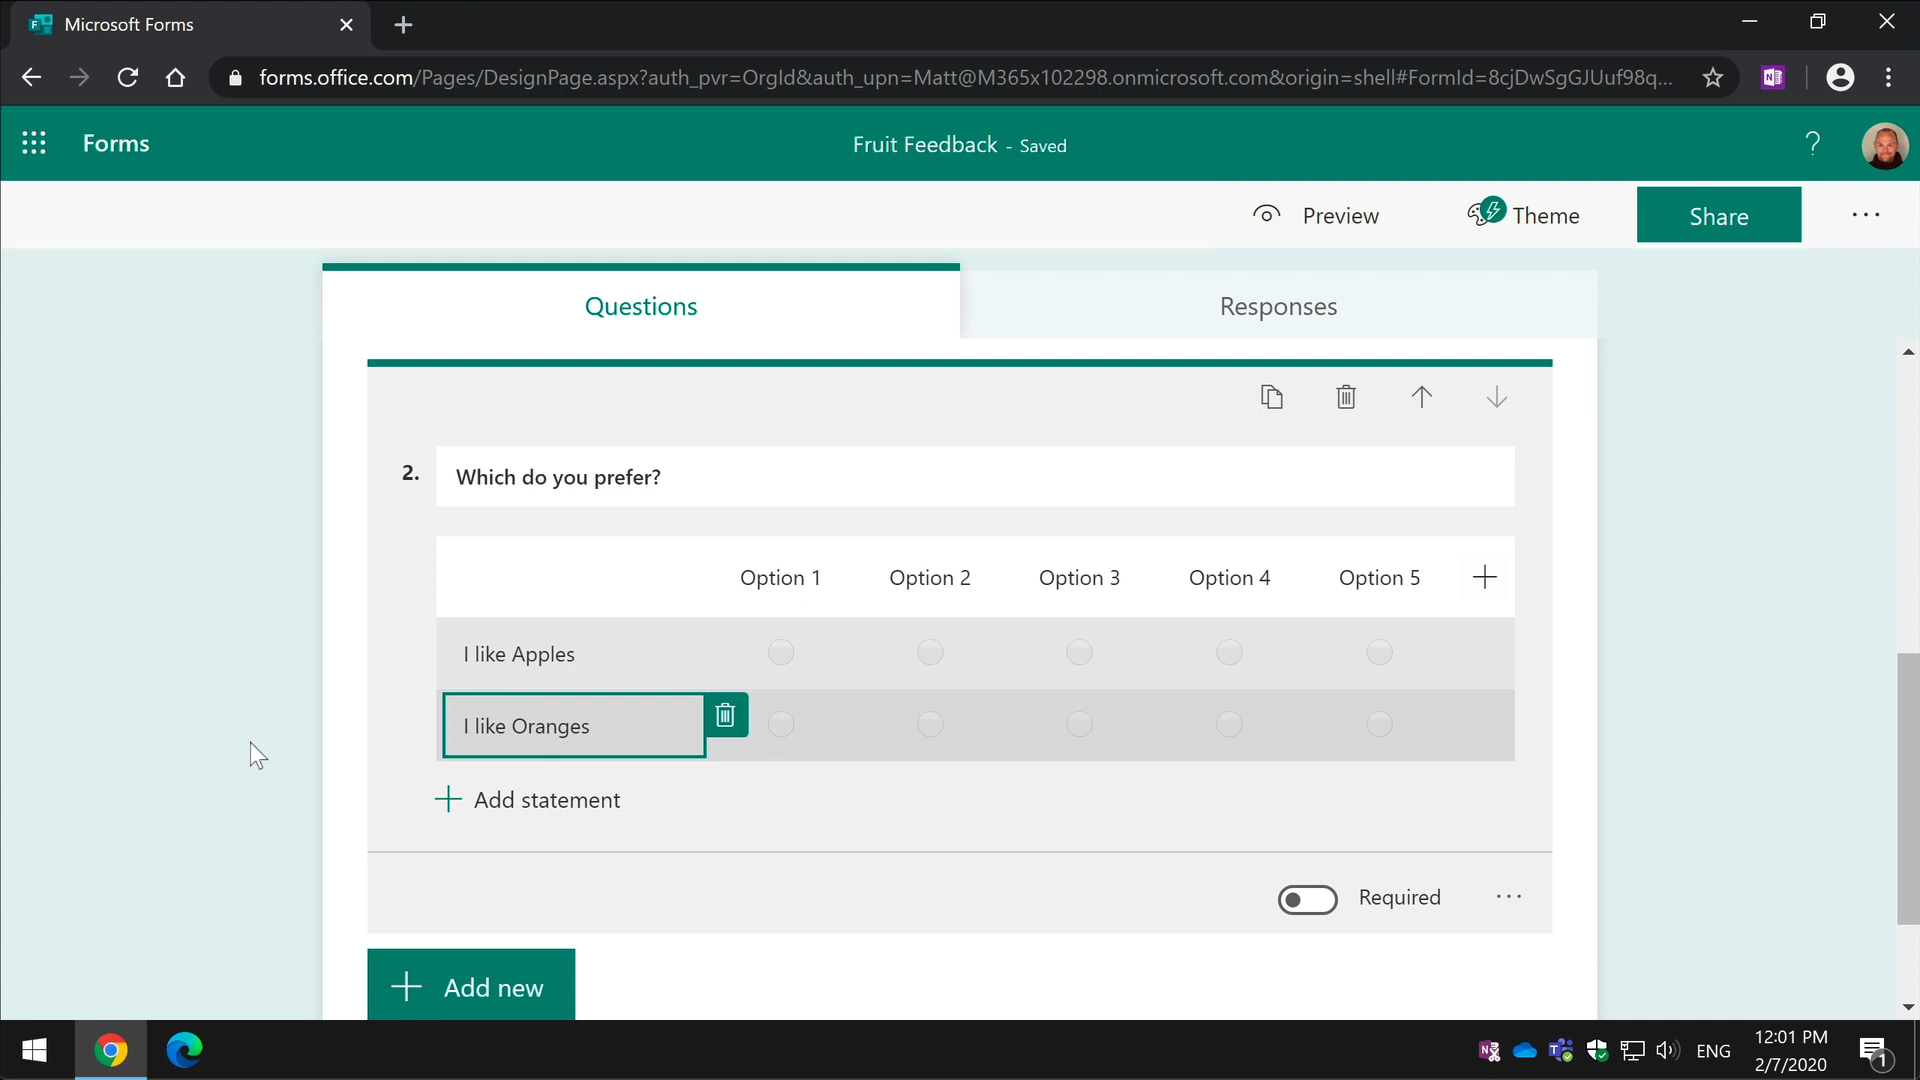 Microsoft Forms
forms.office.com/Pages/DesignPage.aspx?auth_pvr=OrgId&auth_upn=Matt@M365x102298.onmicrosoft.com&origin=shell#FormId=8cjDwSgGJUuf98q...
Forms
Fruit Feedback - Saved
?
Preview
Theme
Share
Questions
Responses
2.
Which do you prefer?
Option 1
Option 2
Option 3
Option 4
Option 5
I like Apples
I like Oranges
Add statement
Required
Add new
ENG
12:01 PM
2/7/2020
1